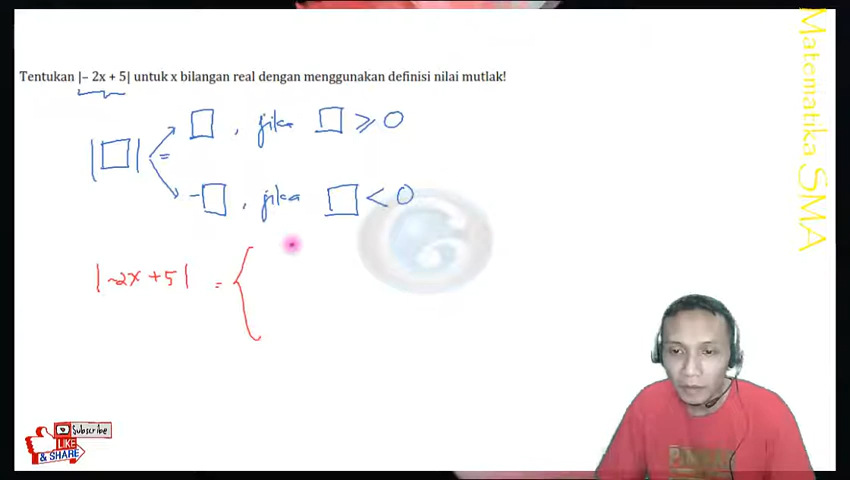 Tentukan |– 2x + 5| untuk x bilangan real dengan menggunakan definisi nilai mutlak!
□ , jika □ ≥ 0
|□| =
-□ , jika □ < 0
|-2x + 5| = {
Matematika SMA
Subscribe
LIKE
& SHARE